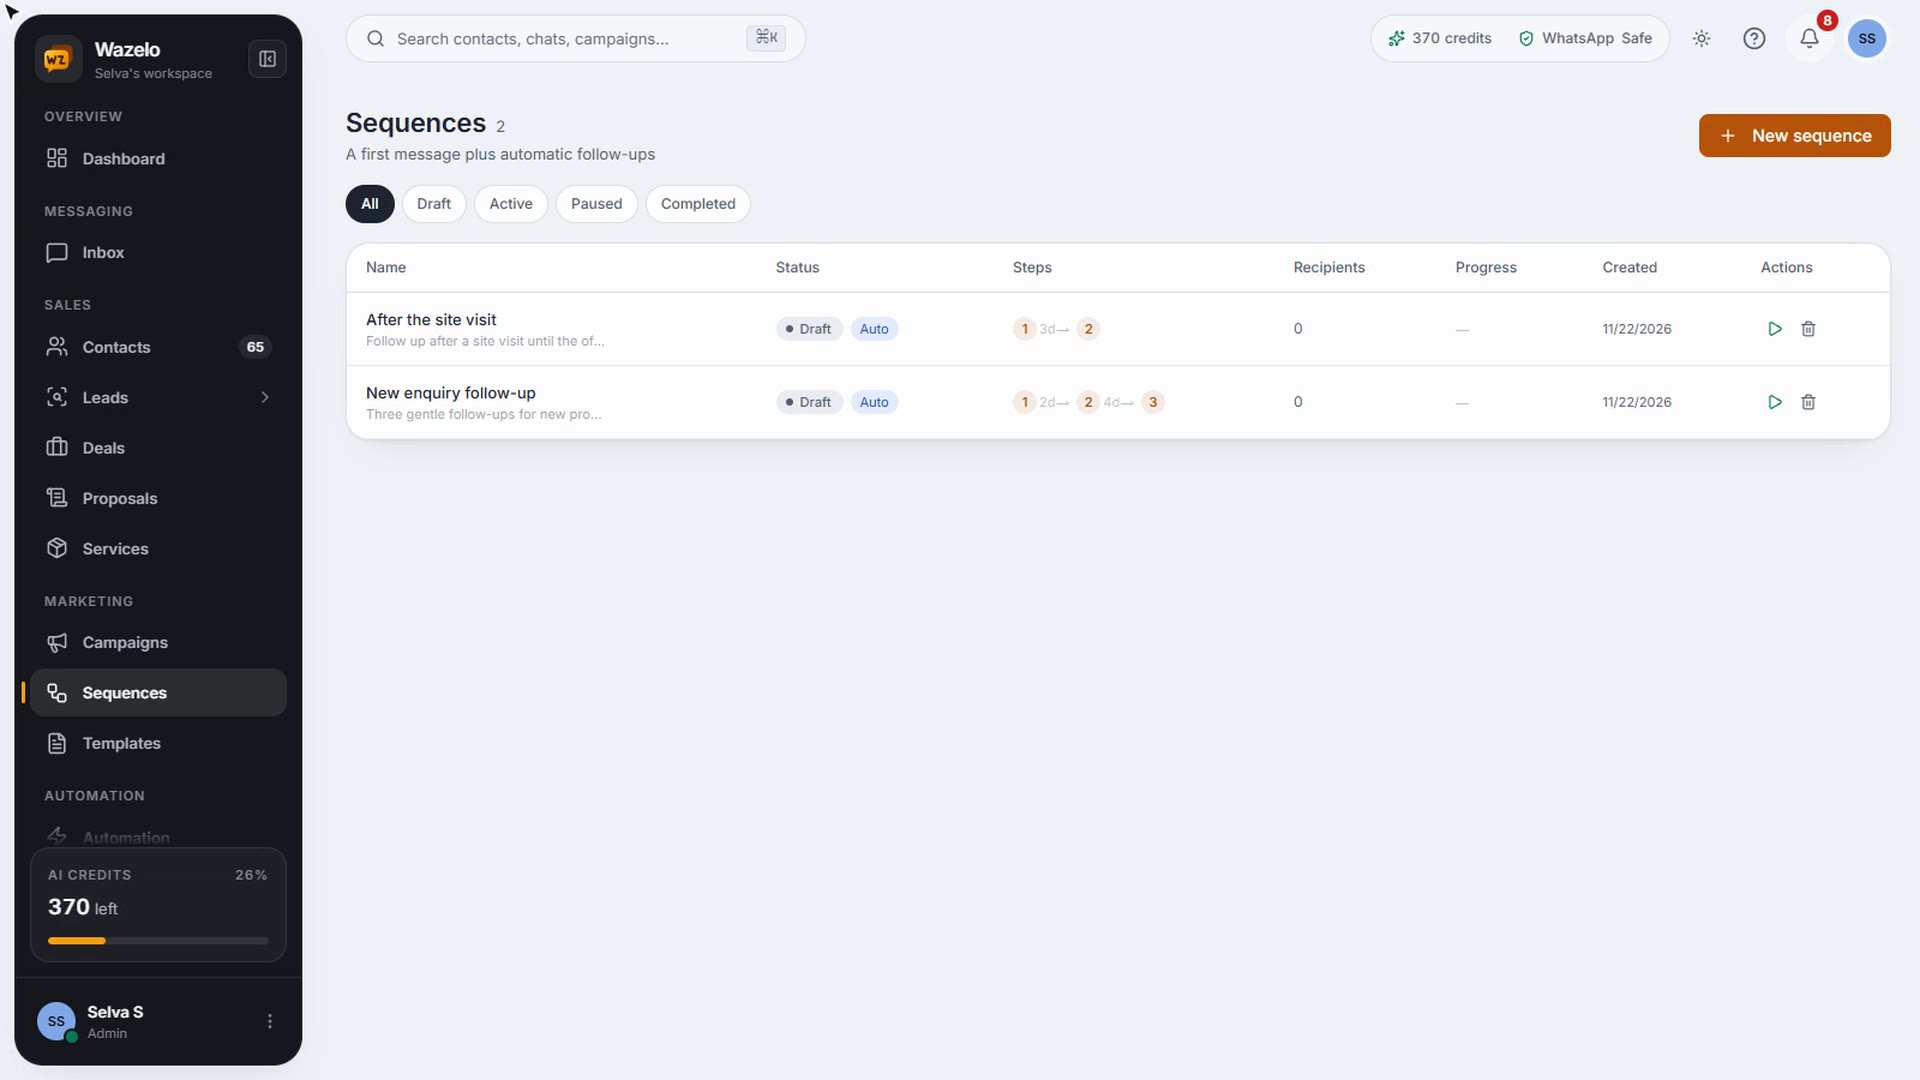 WZ
Wazelo
Selva's workspace
OVERVIEW
Dashboard
MESSAGING
Inbox
SALES
Contacts 65
Leads
Deals
Proposals
Services
MARKETING
Campaigns
Sequences
Templates
AUTOMATION
Automation
AI CREDITS 26%
370 left
SS Selva S
Admin
Search contacts, chats, campaigns... ⌘K
370 credits WhatsApp Safe 8 SS
Sequences 2
A first message plus automatic follow-ups
+ New sequence
All Draft Active Paused Completed
Name Status Steps Recipients Progress Created Actions
After the site visit Draft Auto 1 3d→ 2 0 — 11/22/2026
Follow up after a site visit until the of...
New enquiry follow-up Draft Auto 1 2d→ 2 4d→ 3 0 — 11/22/2026
Three gentle follow-ups for new pro...